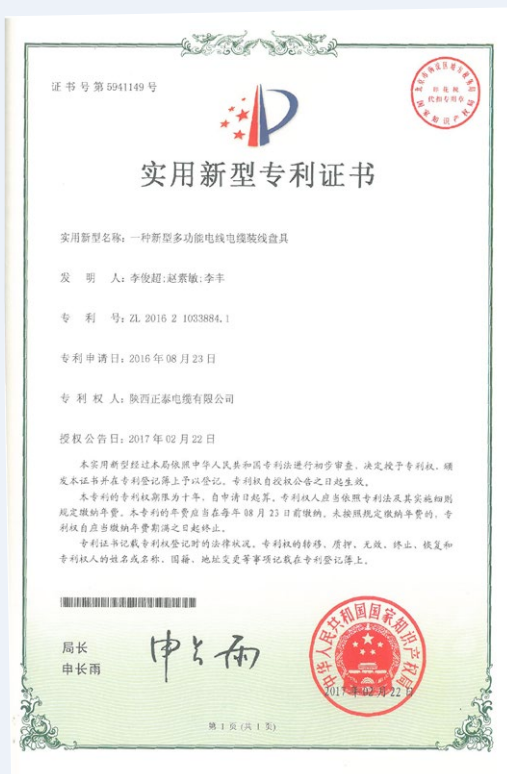 证书号第5941149号
实用新型专利证书
实用新型名称：一种新型多功能电线电缆装线盘具
发明人：李俊超;赵素敏;李丰
专利号：ZL 2016 2 1033884.1
专利申请日：2016年08月23日
专利权人：陕西正泰电缆有限公司
授权公告日：2017年02月22日
本实用新型经过本局依照中华人民共和国专利法进行初步审查，决定授予专利权，颁
发本证书并在专利登记簿上予以登记。专利权自授权公告之日起生效。
本专利的专利权期限为十年，自申请日起算。专利权人应当依照专利法及其实施细则
规定缴纳年费。本专利的年费应当在每年08月23日前缴纳。未按照规定缴纳年费的，专
利权自应当缴纳年费期满之日起终止。
专利证书记载专利权登记时的法律状况。专利权的转移、质押、无效、终止、恢复和
专利权人的姓名或名称、国籍、地址变更等事项记载在专利登记簿上。
局长
申长雨
申长雨
中华人民共和国国家知识产权局
2017年02月22日
第1页(共1页)